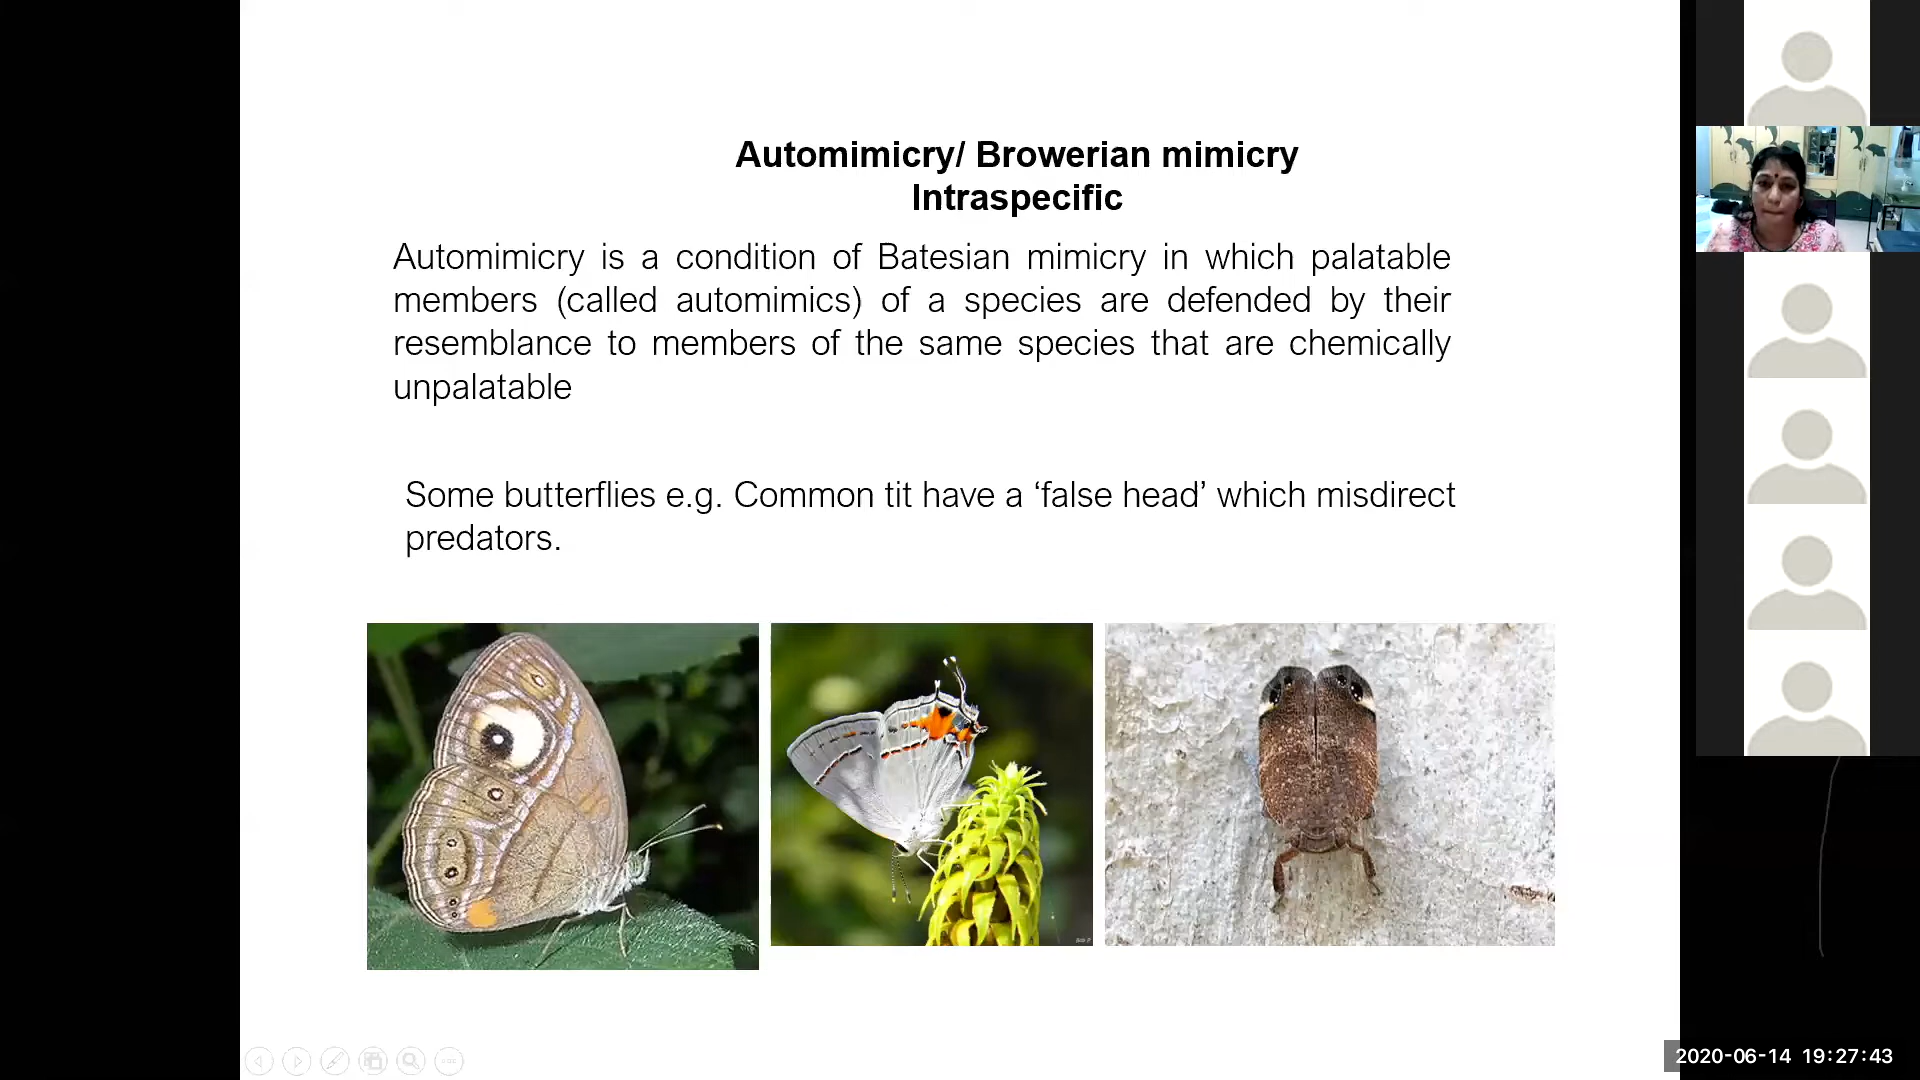 Automimicry/ Browerian mimicry
Intraspecific
Automimicry is a condition of Batesian mimicry in which palatable
members (called automimics) of a species are defended by their
resemblance to members of the same species that are chemically
unpalatable
Some butterflies e.g. Common tit have a ‘false head’ which misdirect
predators.
2020-06-14 19:27:43